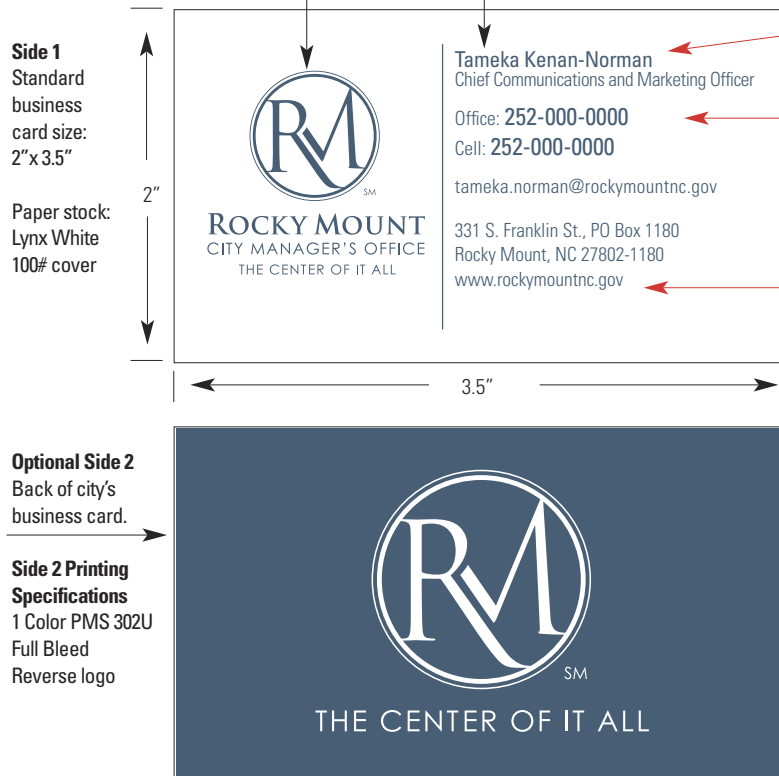 Side 1
Standard
business
card size:
2”x 3.5”
Paper stock:
Lynx White
100# cover
2”
RM
SM
ROCKY MOUNT
CITY MANAGER’S OFFICE
THE CENTER OF IT ALL
Tameka Kenan-Norman
Chief Communications and Marketing Officer
Office: 252-000-0000
Cell: 252-000-0000
tameka.norman@rockymountnc.gov
331 S. Franklin St., PO Box 1180
Rocky Mount, NC 27802-1180
www.rockymountnc.gov
3.5”
Optional Side 2
Back of city’s
business card.
Side 2 Printing
Specifications
1 Color PMS 302U
Full Bleed
Reverse logo
RM
SM
THE CENTER OF IT ALL